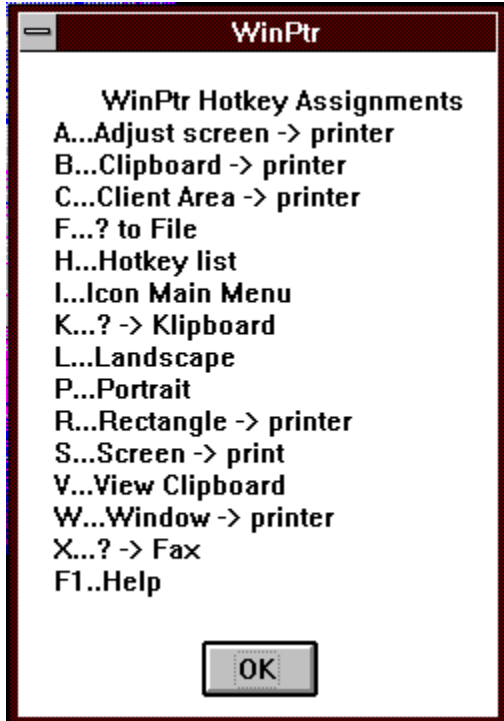 WinPtr
WinPtr Hotkey Assignments
A...Adjust screen -> printer
B...Clipboard -> printer
C...Client Area -> printer
F...? to File
H...Hotkey list
I...Icon Main Menu
K...? -> Klipboard
L...Landscape
P...Portrait
R...Rectangle -> printer
S...Screen -> print
V...View Clipboard
W...Window -> printer
X...? -> Fax
F1..Help
OK